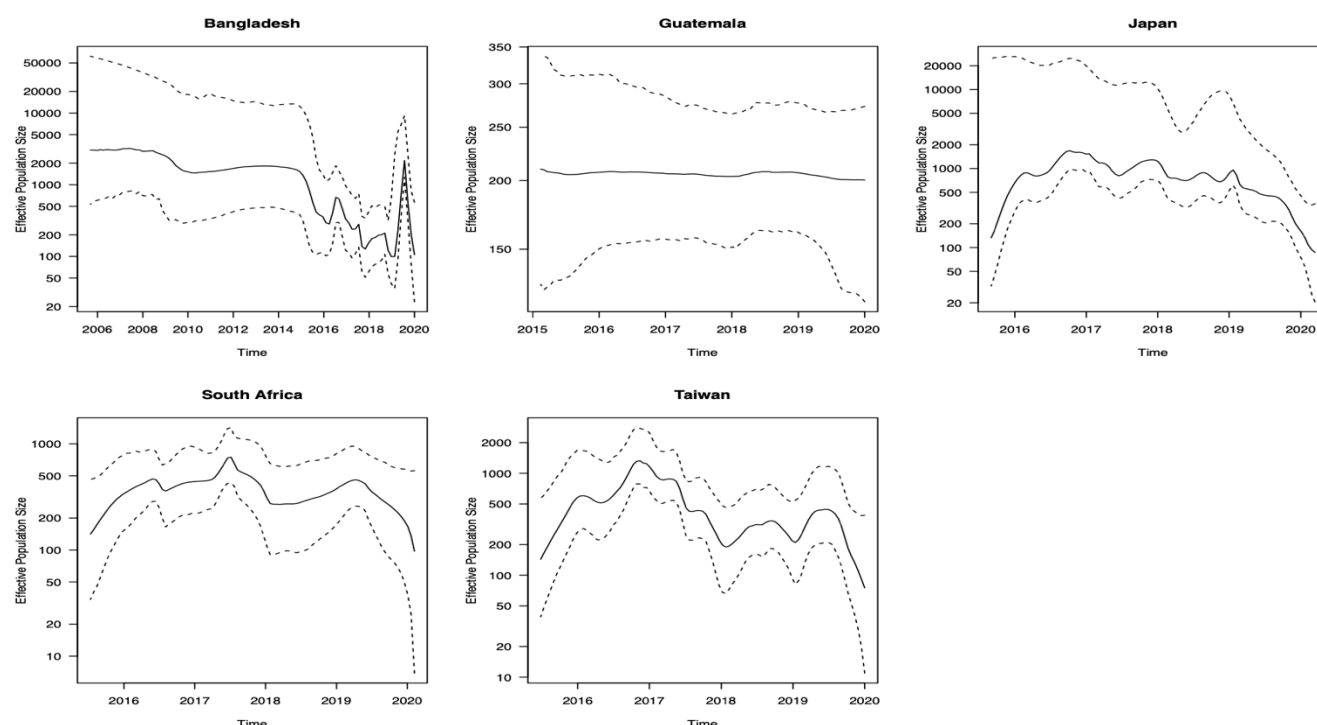 Bangladesh
Effective Population Size
50000
20000
10000
5000
2000
1000
500
200
100
50
20
2006 2008 2010 2012 2014 2016 2018 2020
Time
Guatemala
Effective Population Size
350
300
250
200
150
2015 2016 2017 2018 2019 2020
Time
Japan
Effective Population Size
20000
10000
5000
2000
1000
500
200
100
50
20
2016 2017 2018 2019 2020
Time
South Africa
Effective Population Size
1000
500
200
100
50
20
10
2016 2017 2018 2019 2020
Time
Taiwan
Effective Population Size
2000
1000
500
200
100
50
20
10
2016 2017 2018 2019 2020
Time